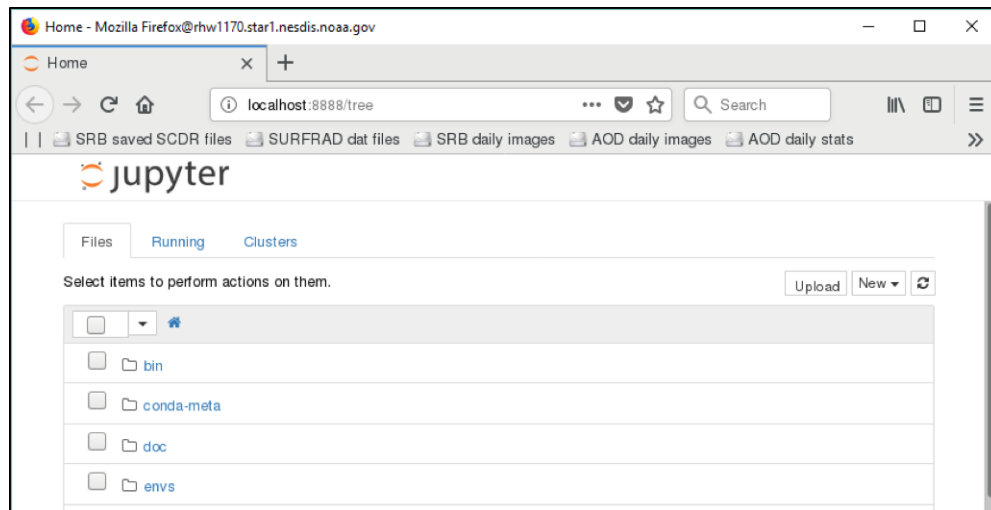 Home - Mozilla Firefox@rhw1170.star1.nesdis.noaa.gov
Home
localhost:8888/tree
Search
SRB saved SCDR files SURFRAD dat files SRB daily images AOD daily images AOD daily stats
jupyter
Files Running Clusters
Select items to perform actions on them.
Upload New
bin
conda-meta
doc
envs